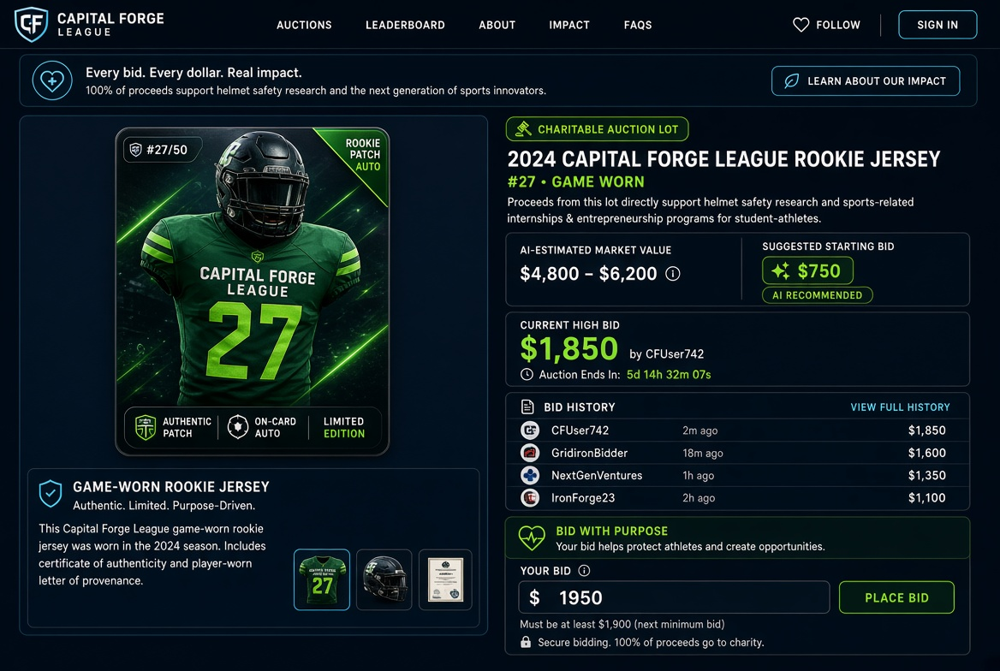 CAPITAL FORGE
LEAGUE
AUCTIONS
LEADERBOARD
ABOUT
IMPACT
FAQS
FOLLOW
SIGN IN
Every bid. Every dollar. Real impact.
100% of proceeds support helmet safety research and the next generation of sports innovators.
LEARN ABOUT OUR IMPACT
#27/50
ROOKIE
PATCH
AUTO
CAPITAL FORGE
LEAGUE
27
AUTHENTIC
PATCH
ON-CARD
AUTO
LIMITED
EDITION
GAME-WORN ROOKIE JERSEY
Authentic. Limited. Purpose-Driven.
This Capital Forge League game-worn rookie
jersey was worn in the 2024 season. Includes
certificate of authenticity and player-worn
letter of provenance.
27
CHARITABLE AUCTION LOT
2024 CAPITAL FORGE LEAGUE ROOKIE JERSEY
#27 • GAME WORN
Proceeds from this lot directly support helmet safety research and sports-related
internships & entrepreneurship programs for student-athletes.
AI-ESTIMATED MARKET VALUE
$4,800 – $6,200
SUGGESTED STARTING BID
$750
AI RECOMMENDED
CURRENT HIGH BID
$1,850 by CFUser742
Auction Ends In: 5d 14h 32m 07s
BID HISTORY
VIEW FULL HISTORY
CFUser742 2m ago $1,850
GridironBidder 18m ago $1,600
NextGenVentures 1h ago $1,350
IronForge23 2h ago $1,100
BID WITH PURPOSE
Your bid helps protect athletes and create opportunities.
YOUR BID
$ 1950
PLACE BID
Must be at least $1,900 (next minimum bid)
Secure bidding. 100% of proceeds go to charity.